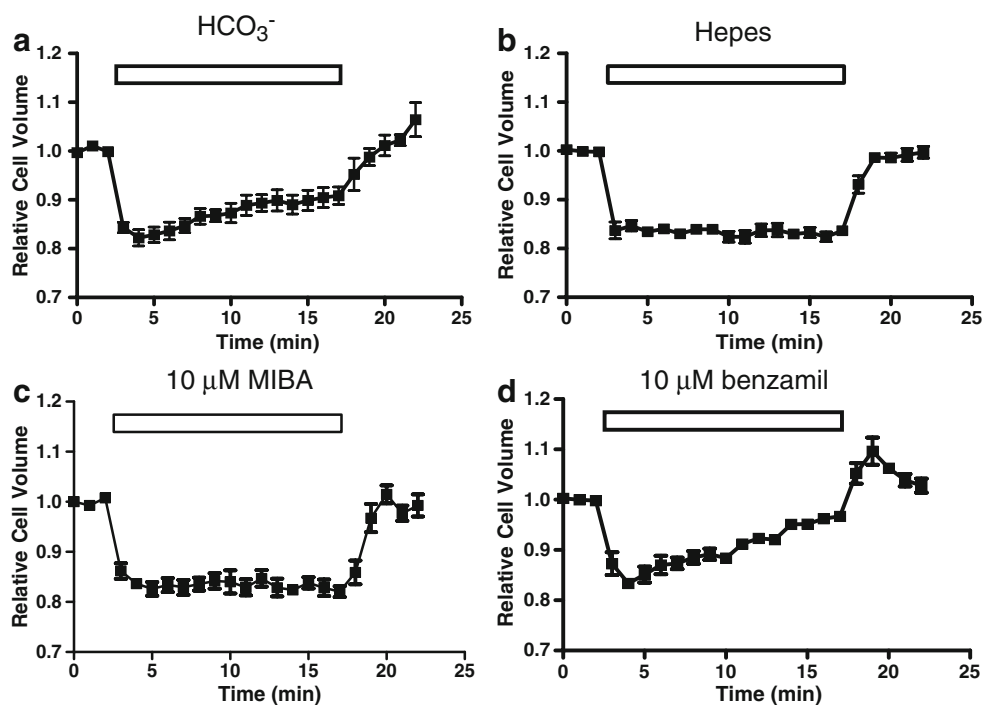 a
HCO₃⁻
Relative Cell Volume
1.2
1.1
1.0
0.9
0.8
0.7
0 5 10 15 20 25
Time (min)
b
Hepes
Relative Cell Volume
1.2
1.1
1.0
0.9
0.8
0.7
0 5 10 15 20 25
Time (min)
c
10 μM MIBA
Relative Cell Volume
1.2
1.1
1.0
0.9
0.8
0.7
0 5 10 15 20 25
Time (min)
d
10 μM benzamil
Relative Cell Volume
1.2
1.1
1.0
0.9
0.8
0.7
0 5 10 15 20 25
Time (min)